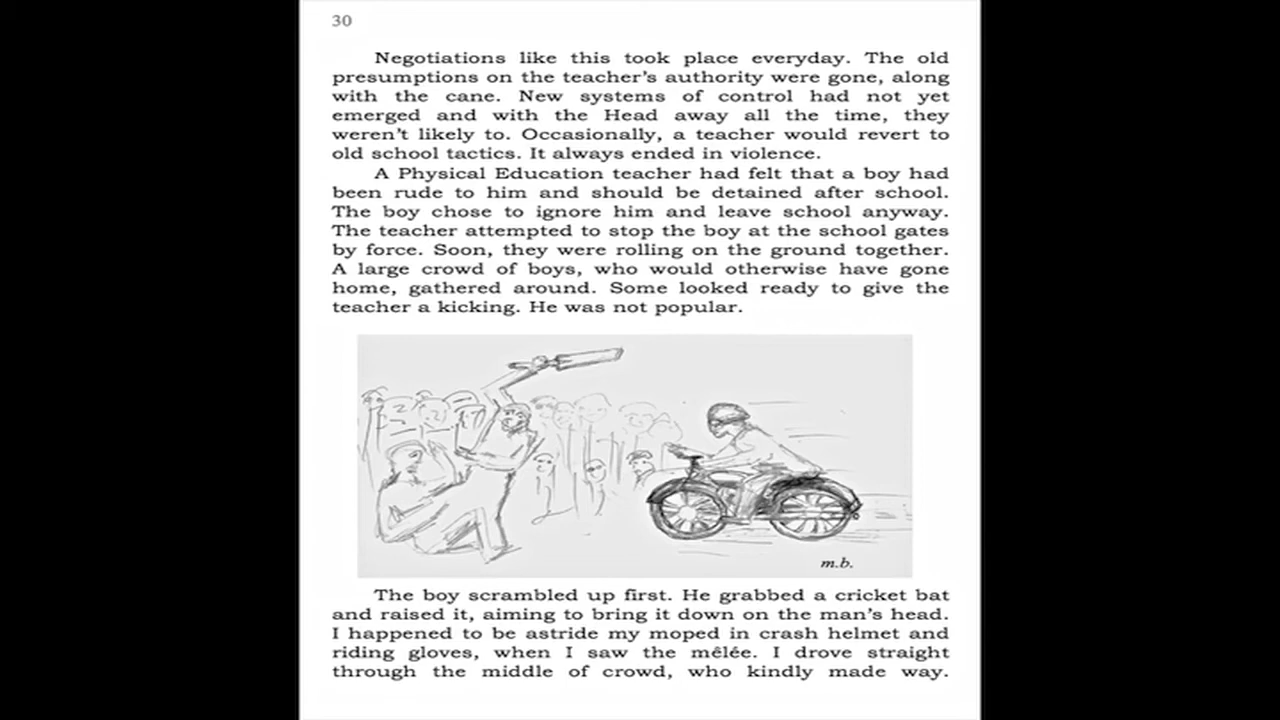 30
Negotiations like this took place everyday. The old
presumptions on the teacher's authority were gone, along
with the cane. New systems of control had not yet
emerged and with the Head away all the time, they
weren't likely to. Occasionally, a teacher would revert to
old school tactics. It always ended in violence.
A Physical Education teacher had felt that a boy had
been rude to him and should be detained after school.
The boy chose to ignore him and leave school anyway.
The teacher attempted to stop the boy at the school gates
by force. Soon, they were rolling on the ground together.
A large crowd of boys, who would otherwise have gone
home, gathered around. Some looked ready to give the
teacher a kicking. He was not popular.
m.b.
The boy scrambled up first. He grabbed a cricket bat
and raised it, aiming to bring it down on the man's head.
I happened to be astride my moped in crash helmet and
riding gloves, when I saw the mêlée. I drove straight
through the middle of crowd, who kindly made way.